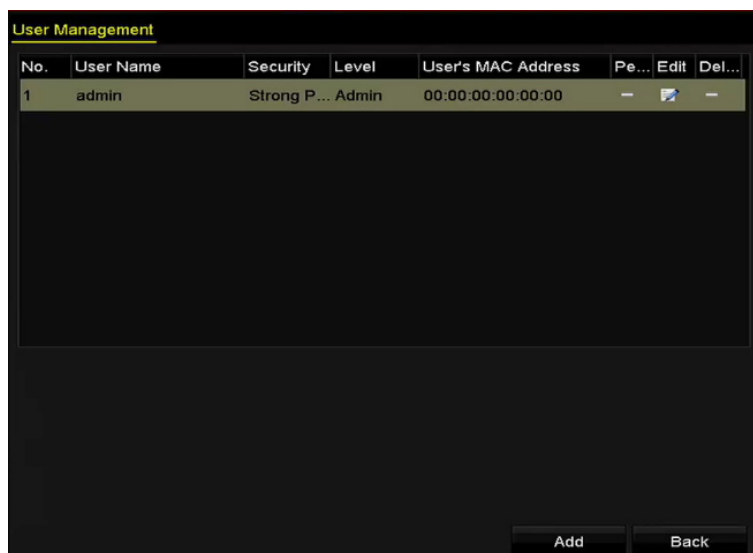 User Management
No. User Name Security Level User's MAC Address Pe... Edit Del...
1 admin Strong P... Admin 00:00:00:00:00:00 – –
Add Back